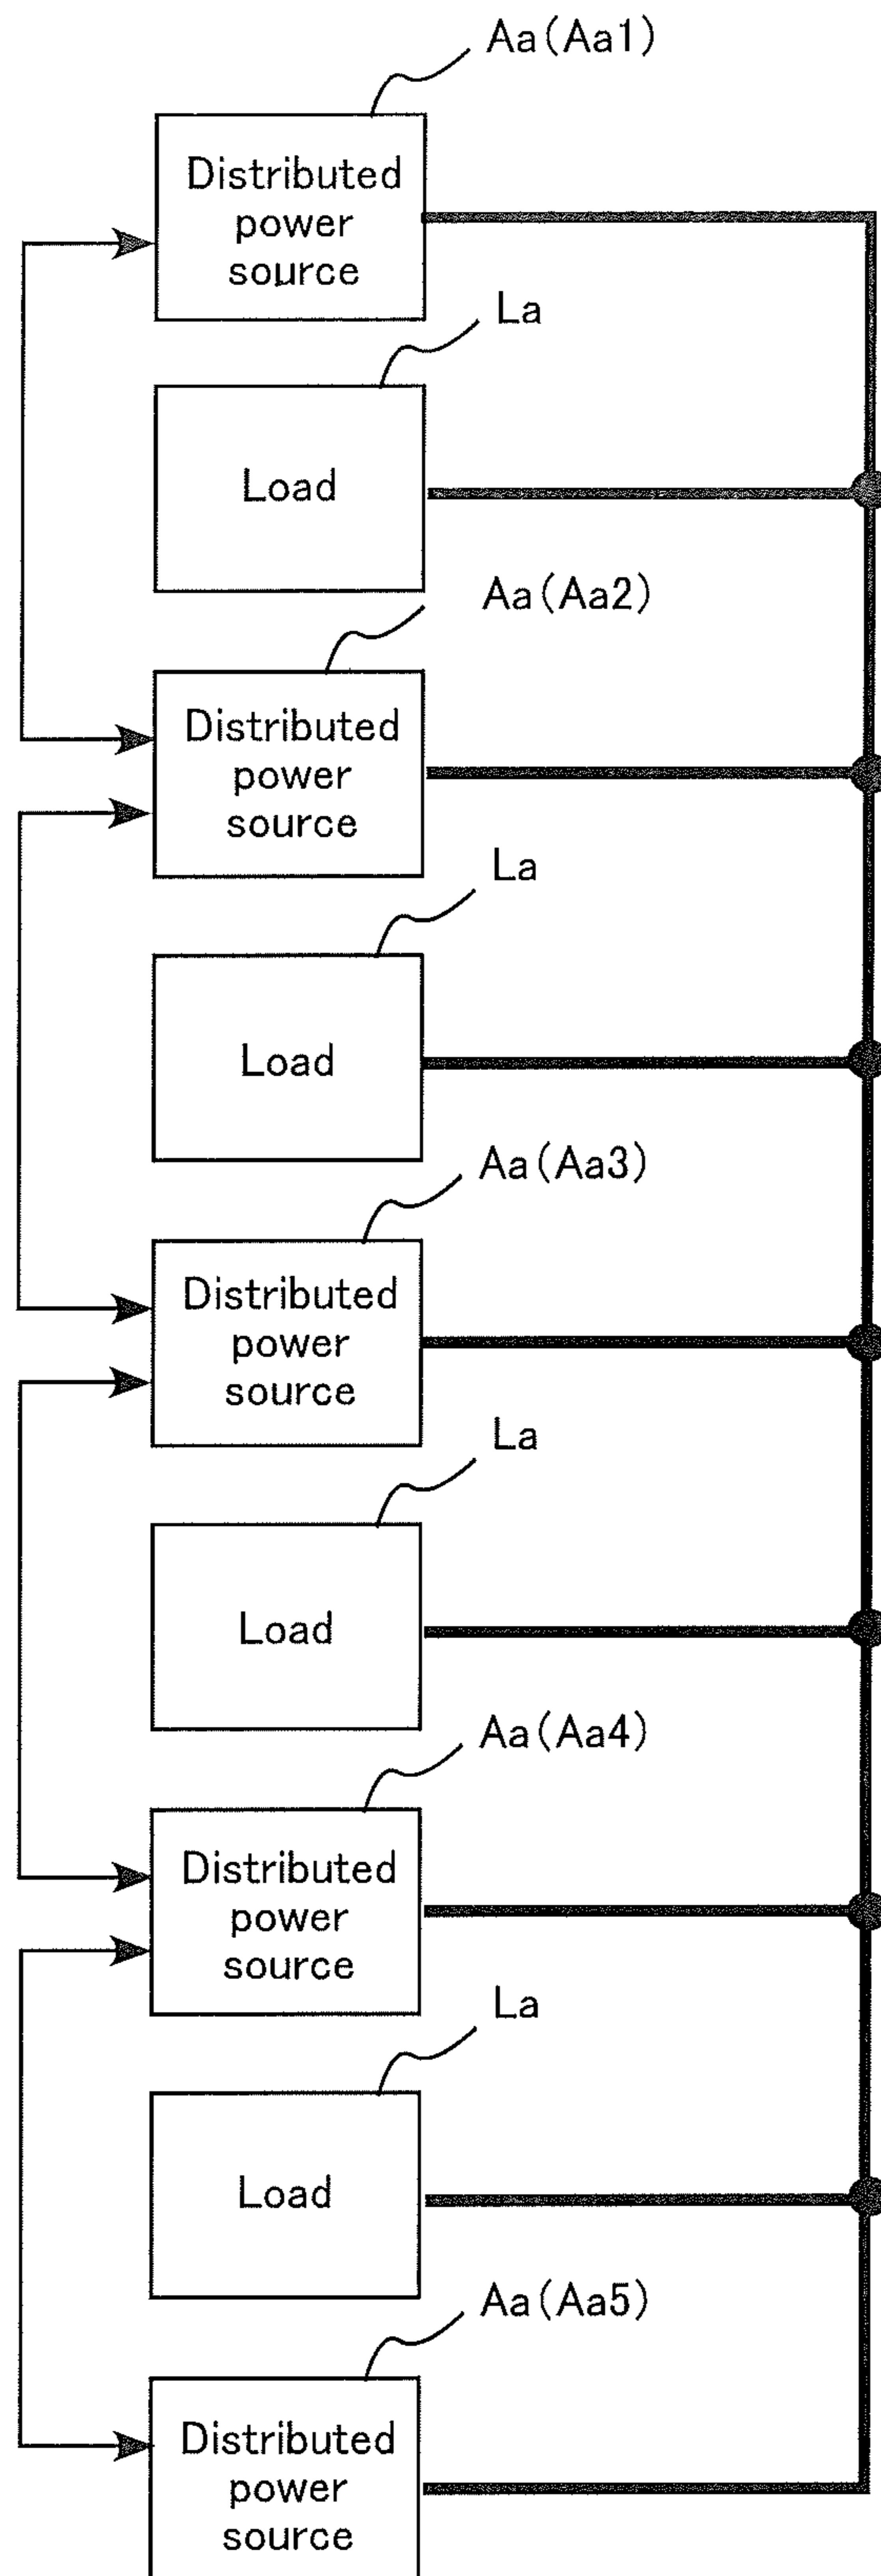 Aa(Aa1)
Distributed
power
source
La
Load
Aa(Aa2)
Distributed
power
source
La
Load
Aa(Aa3)
Distributed
power
source
La
Load
Aa(Aa4)
Distributed
power
source
La
Load
Aa(Aa5)
Distributed
power
source